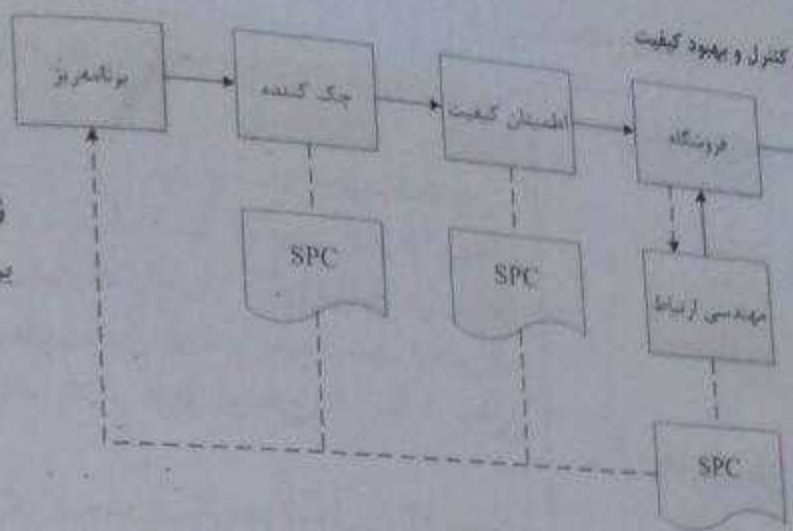 کنترل و بهبود کیفیت
برنامه‌ریز
چک کننده
اطمینان کیفیت
فروشگاه
SPC
SPC
مهندسی ارتباط
SPC